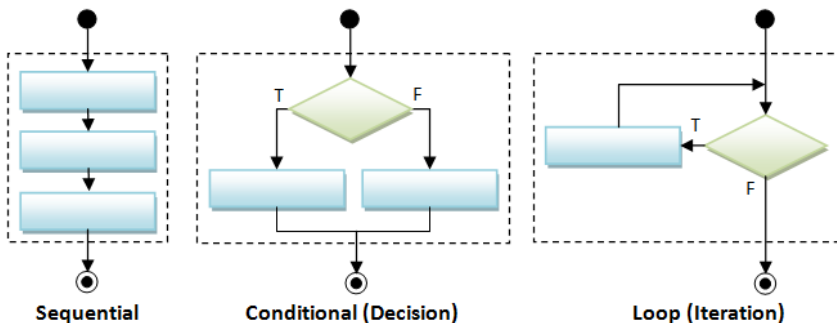 T
F
T
F
Sequential
Conditional (Decision)
Loop (Iteration)